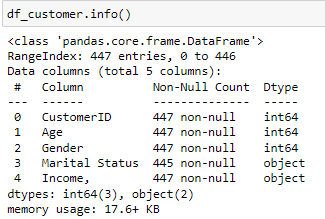 df_customer.info()
<class 'pandas.core.frame.DataFrame'>
RangeIndex: 447 entries, 0 to 446
Data columns (total 5 columns):
 #   Column          Non-Null Count  Dtype
---  ------          --------------  -----
 0   CustomerID      447 non-null    int64
 1   Age             447 non-null    int64
 2   Gender          447 non-null    int64
 3   Marital Status  445 non-null    object
 4   Income,         447 non-null    object
dtypes: int64(3), object(2)
memory usage: 17.6+ KB